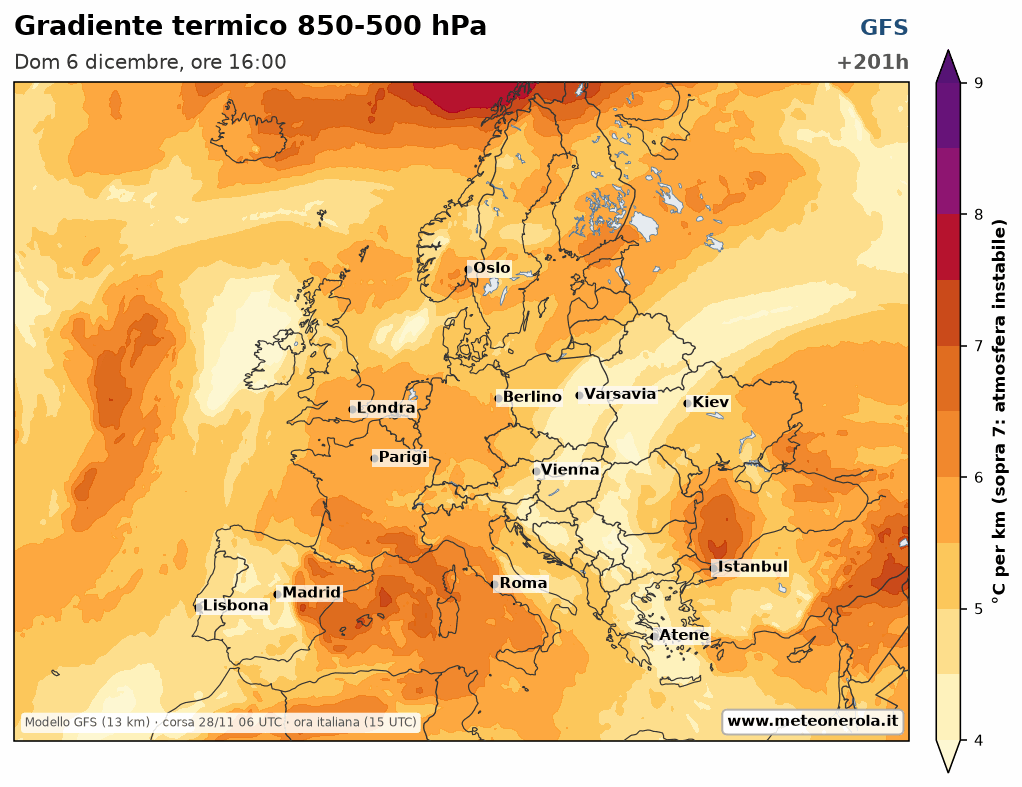 Gradiente termico 850-500 hPa
GFS
Dom 6 dicembre, ore 16:00
+201h
Oslo
Londra
Berlino
Varsavia
Kiev
Parigi
Vienna
Istanbul
Roma
Madrid
Lisbona
Atene
Modello GFS (13 km) · corsa 28/11 06 UTC · ora italiana (15 UTC)
www.meteonerola.it
9
8
7
6
5
4
°C per km (sopra 7: atmosfera instabile)